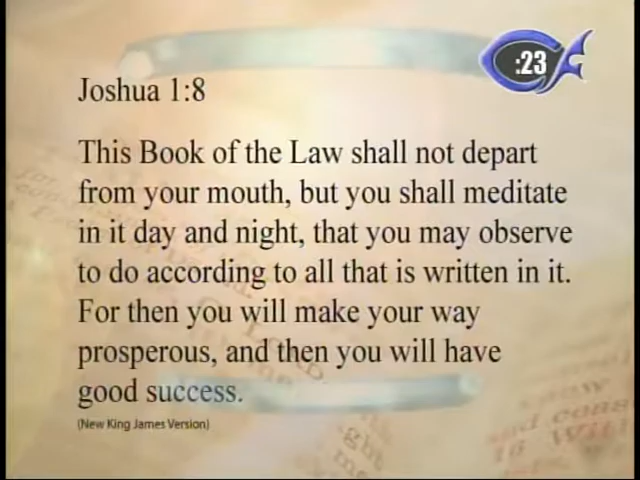 :23
Joshua 1:8
This Book of the Law shall not depart
from your mouth, but you shall meditate
in it day and night, that you may observe
to do according to all that is written in it.
For then you will make your way
prosperous, and then you will have
good success.
(New King James Version)